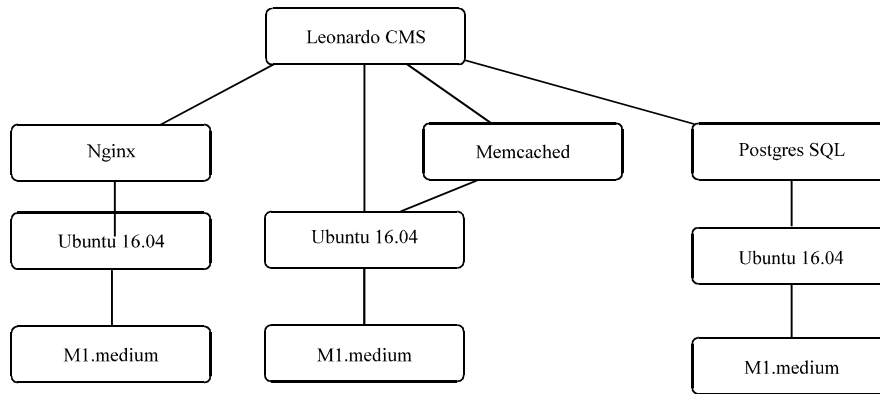 Leonardo CMS
Nginx
Memcached
Postgres SQL
Ubuntu 16.04
Ubuntu 16.04
Ubuntu 16.04
M1.medium
M1.medium
M1.medium